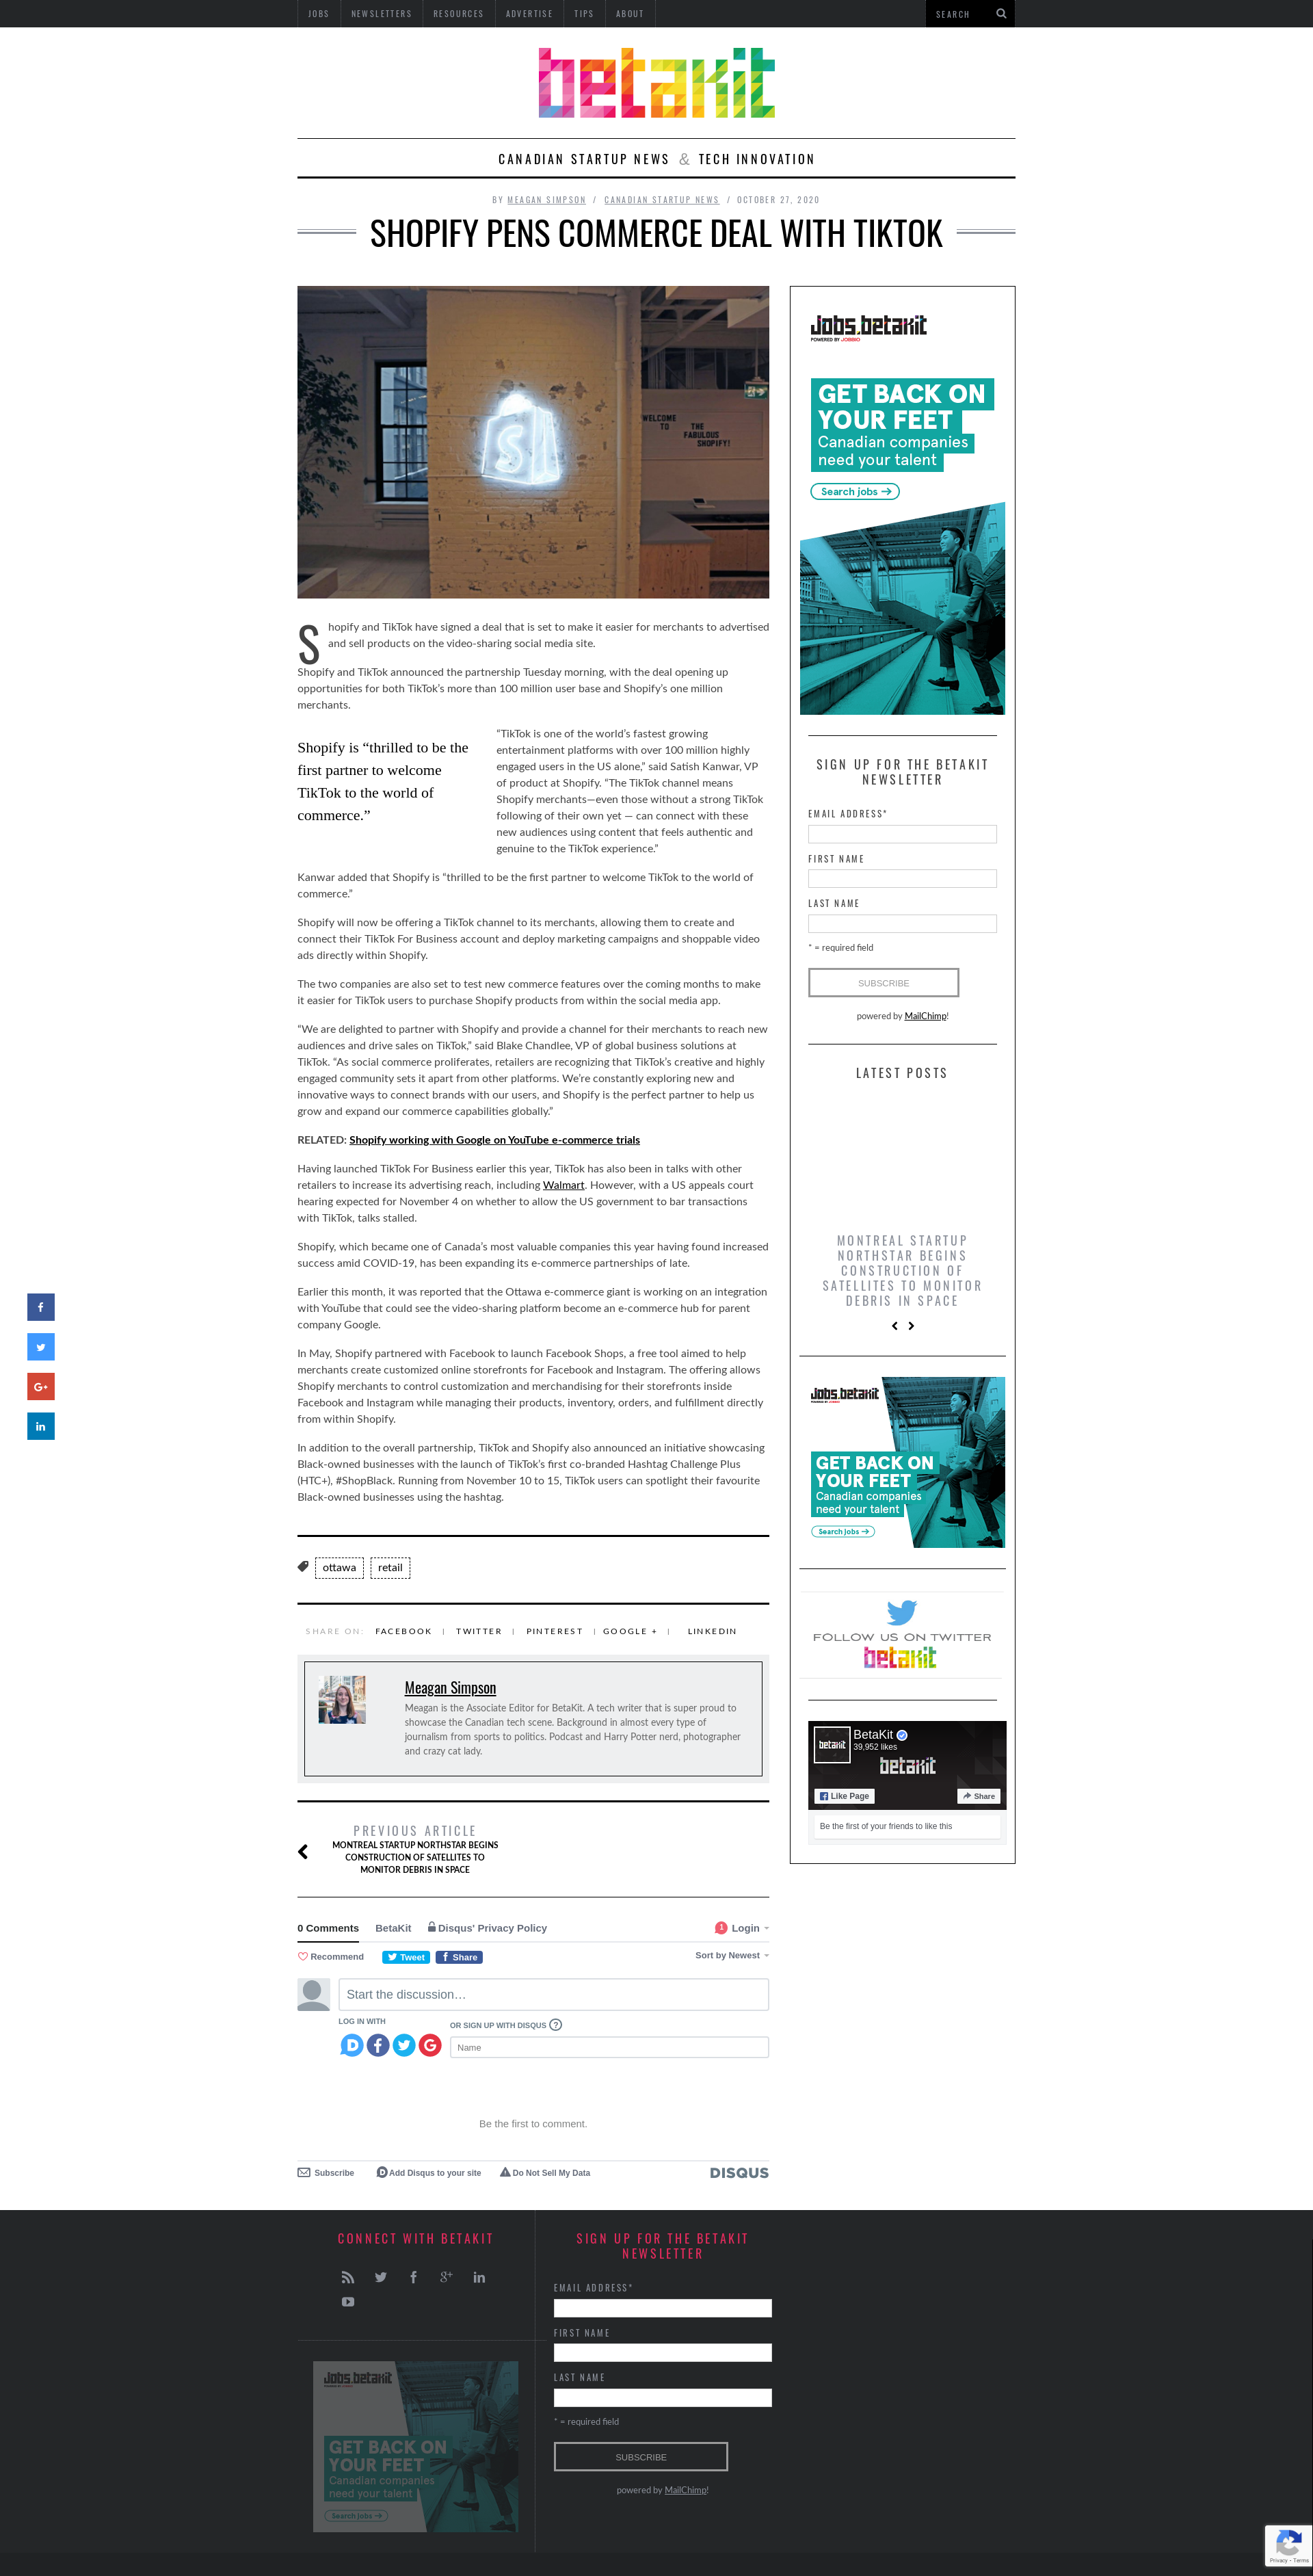 JOBS
NEWSLETTERS
RESOURCES
ADVERTISE
TIPS
ABOUT
SEARCH
betakit
CANADIAN STARTUP NEWS & TECH INNOVATION
BY MEAGAN SIMPSON / CANADIAN STARTUP NEWS / OCTOBER 27, 2020
SHOPIFY PENS COMMERCE DEAL WITH TIKTOK
WELCOME
TO THE
FABULOUS
SHOPIFY!
Shopify and TikTok have signed a deal that is set to make it easier for merchants to advertised
and sell products on the video-sharing social media site.
Shopify and TikTok announced the partnership Tuesday morning, with the deal opening up
opportunities for both TikTok’s more than 100 million user base and Shopify’s one million
merchants.
Shopify is “thrilled to be the
first partner to welcome
TikTok to the world of
commerce.”
“TikTok is one of the world’s fastest growing
entertainment platforms with over 100 million highly
engaged users in the US alone,” said Satish Kanwar, VP
of product at Shopify. “The TikTok channel means
Shopify merchants—even those without a strong TikTok
following of their own yet — can connect with these
new audiences using content that feels authentic and
genuine to the TikTok experience.”
Kanwar added that Shopify is “thrilled to be the first partner to welcome TikTok to the world of
commerce.”
Shopify will now be offering a TikTok channel to its merchants, allowing them to create and
connect their TikTok For Business account and deploy marketing campaigns and shoppable video
ads directly within Shopify.
The two companies are also set to test new commerce features over the coming months to make
it easier for TikTok users to purchase Shopify products from within the social media app.
“We are delighted to partner with Shopify and provide a channel for their merchants to reach new
audiences and drive sales on TikTok,” said Blake Chandlee, VP of global business solutions at
TikTok. “As social commerce proliferates, retailers are recognizing that TikTok’s creative and highly
engaged community sets it apart from other platforms. We’re constantly exploring new and
innovative ways to connect brands with our users, and Shopify is the perfect partner to help us
grow and expand our commerce capabilities globally.”
RELATED: Shopify working with Google on YouTube e-commerce trials
Having launched TikTok For Business earlier this year, TikTok has also been in talks with other
retailers to increase its advertising reach, including Walmart. However, with a US appeals court
hearing expected for November 4 on whether to allow the US government to bar transactions
with TikTok, talks stalled.
Shopify, which became one of Canada’s most valuable companies this year having found increased
success amid COVID-19, has been expanding its e-commerce partnerships of late.
Earlier this month, it was reported that the Ottawa e-commerce giant is working on an integration
with YouTube that could see the video-sharing platform become an e-commerce hub for parent
company Google.
In May, Shopify partnered with Facebook to launch Facebook Shops, a free tool aimed to help
merchants create customized online storefronts for Facebook and Instagram. The offering allows
Shopify merchants to control customization and merchandising for their storefronts inside
Facebook and Instagram while managing their products, inventory, orders, and fulfillment directly
from within Shopify.
In addition to the overall partnership, TikTok and Shopify also announced an initiative showcasing
Black-owned businesses with the launch of TikTok’s first co-branded Hashtag Challenge Plus
(HTC+), #ShopBlack. Running from November 10 to 15, TikTok users can spotlight their favourite
Black-owned businesses using the hashtag.
ottawa
retail
SHARE ON: FACEBOOK | TWITTER | PINTEREST | GOOGLE + | LINKEDIN
Meagan Simpson
Meagan is the Associate Editor for BetaKit. A tech writer that is super proud to
showcase the Canadian tech scene. Background in almost every type of
journalism from sports to politics. Podcast and Harry Potter nerd, photographer
and crazy cat lady.
PREVIOUS ARTICLE
MONTREAL STARTUP NORTHSTAR BEGINS
CONSTRUCTION OF SATELLITES TO
MONITOR DEBRIS IN SPACE
0 Comments
BetaKit
Disqus' Privacy Policy
1
Login
Recommend
Tweet
Share
Sort by Newest
Start the discussion…
LOG IN WITH
OR SIGN UP WITH DISQUS ?
Name
Be the first to comment.
Subscribe
Add Disqus to your site
Do Not Sell My Data
DISQUS
Jobs.betakit
POWERED BY JOBBIO
GET BACK ON
YOUR FEET
Canadian companies
need your talent
Search jobs →
SIGN UP FOR THE BETAKIT
NEWSLETTER
EMAIL ADDRESS*
FIRST NAME
LAST NAME
* = required field
SUBSCRIBE
powered by MailChimp!
LATEST POSTS
MONTREAL STARTUP
NORTHSTAR BEGINS
CONSTRUCTION OF
SATELLITES TO MONITOR
DEBRIS IN SPACE
Jobs.betakit
POWERED BY JOBBIO
GET BACK ON
YOUR FEET
Canadian companies
need your talent
Search jobs →
FOLLOW US ON TWITTER
betakit
betakit
BetaKit
39,952 likes
betakit
Like Page
Share
Be the first of your friends to like this
CONNECT WITH BETAKIT
Jobs.betakit
GET BACK ON
YOUR FEET
Canadian companies
need your talent
Search jobs →
SIGN UP FOR THE BETAKIT
NEWSLETTER
EMAIL ADDRESS*
FIRST NAME
LAST NAME
* = required field
SUBSCRIBE
powered by MailChimp!
Privacy - Terms